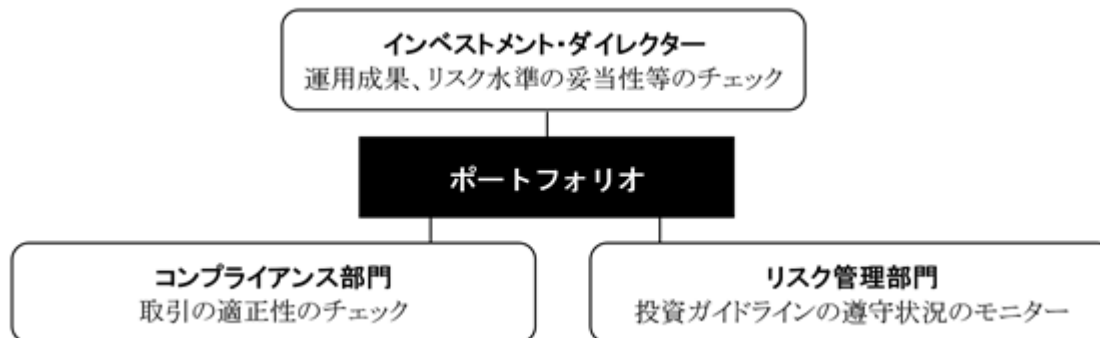 インベストメント・ダイレクター
運用成果、リスク水準の妥当性等のチェック
ポートフォリオ
コンプライアンス部門
取引の適正性のチェック
リスク管理部門
投資ガイドラインの遵守状況のモニター